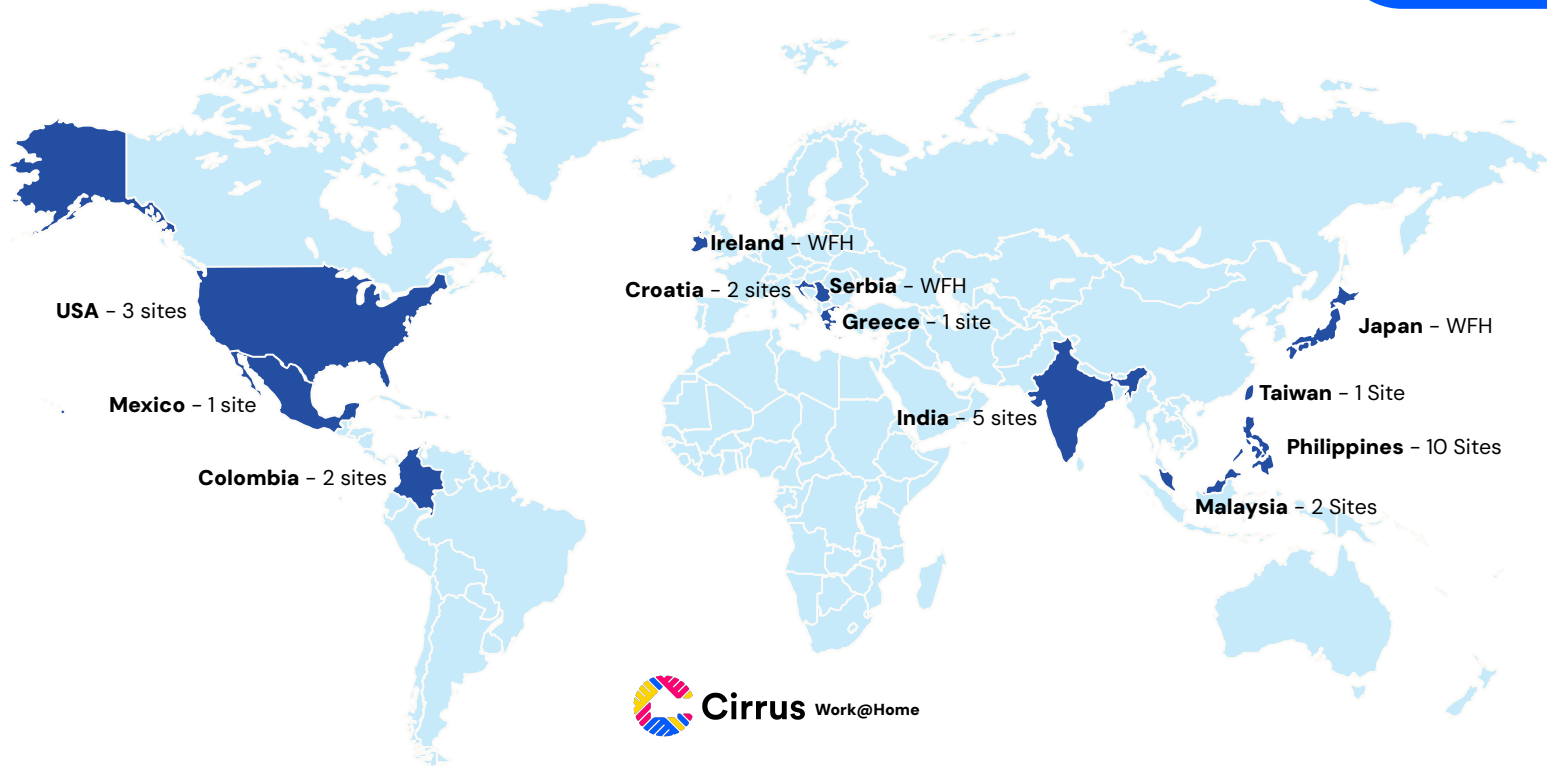 Ireland – WFH
Croatia – 2 sites
Serbia – WFH
USA – 3 sites
Greece – 1 site
Japan – WFH
Mexico – 1 site
Taiwan – 1 Site
India – 5 sites
Philippines – 10 Sites
Colombia – 2 sites
Malaysia – 2 Sites
Cirrus Work@Home